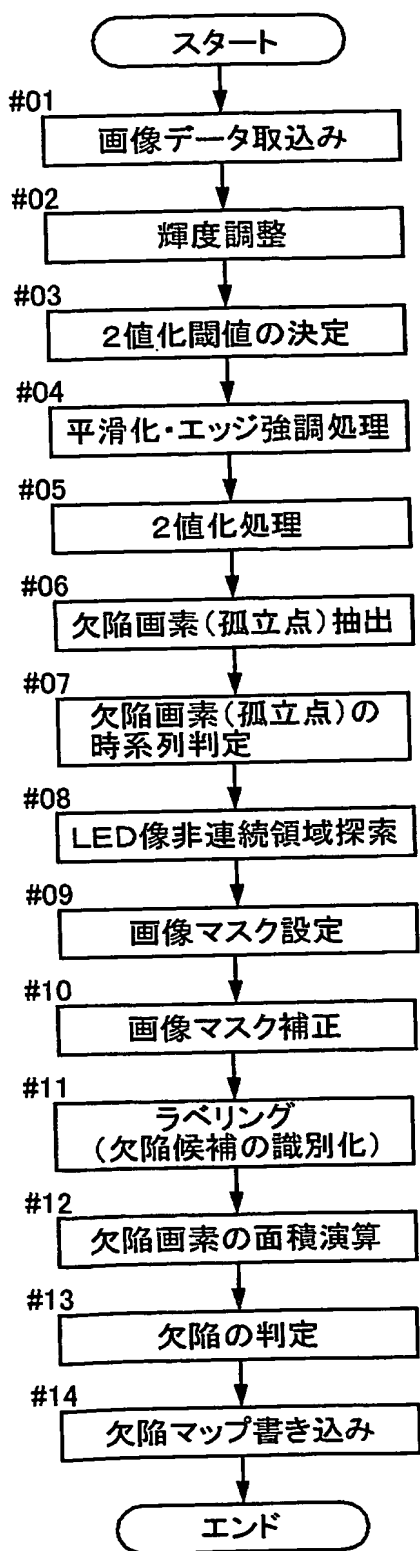 スタート
#01
画像データ取込み
#02
輝度調整
#03
2値化閾値の決定
#04
平滑化・エッジ強調処理
#05
2値化処理
#06
欠陥画素(孤立点)抽出
#07
欠陥画素(孤立点)の
時系列判定
#08
LED像非連続領域探索
#09
画像マスク設定
#10
画像マスク補正
#11
ラベリング
(欠陥候補の識別化)
#12
欠陥画素の面積演算
#13
欠陥の判定
#14
欠陥マップ書き込み
エンド